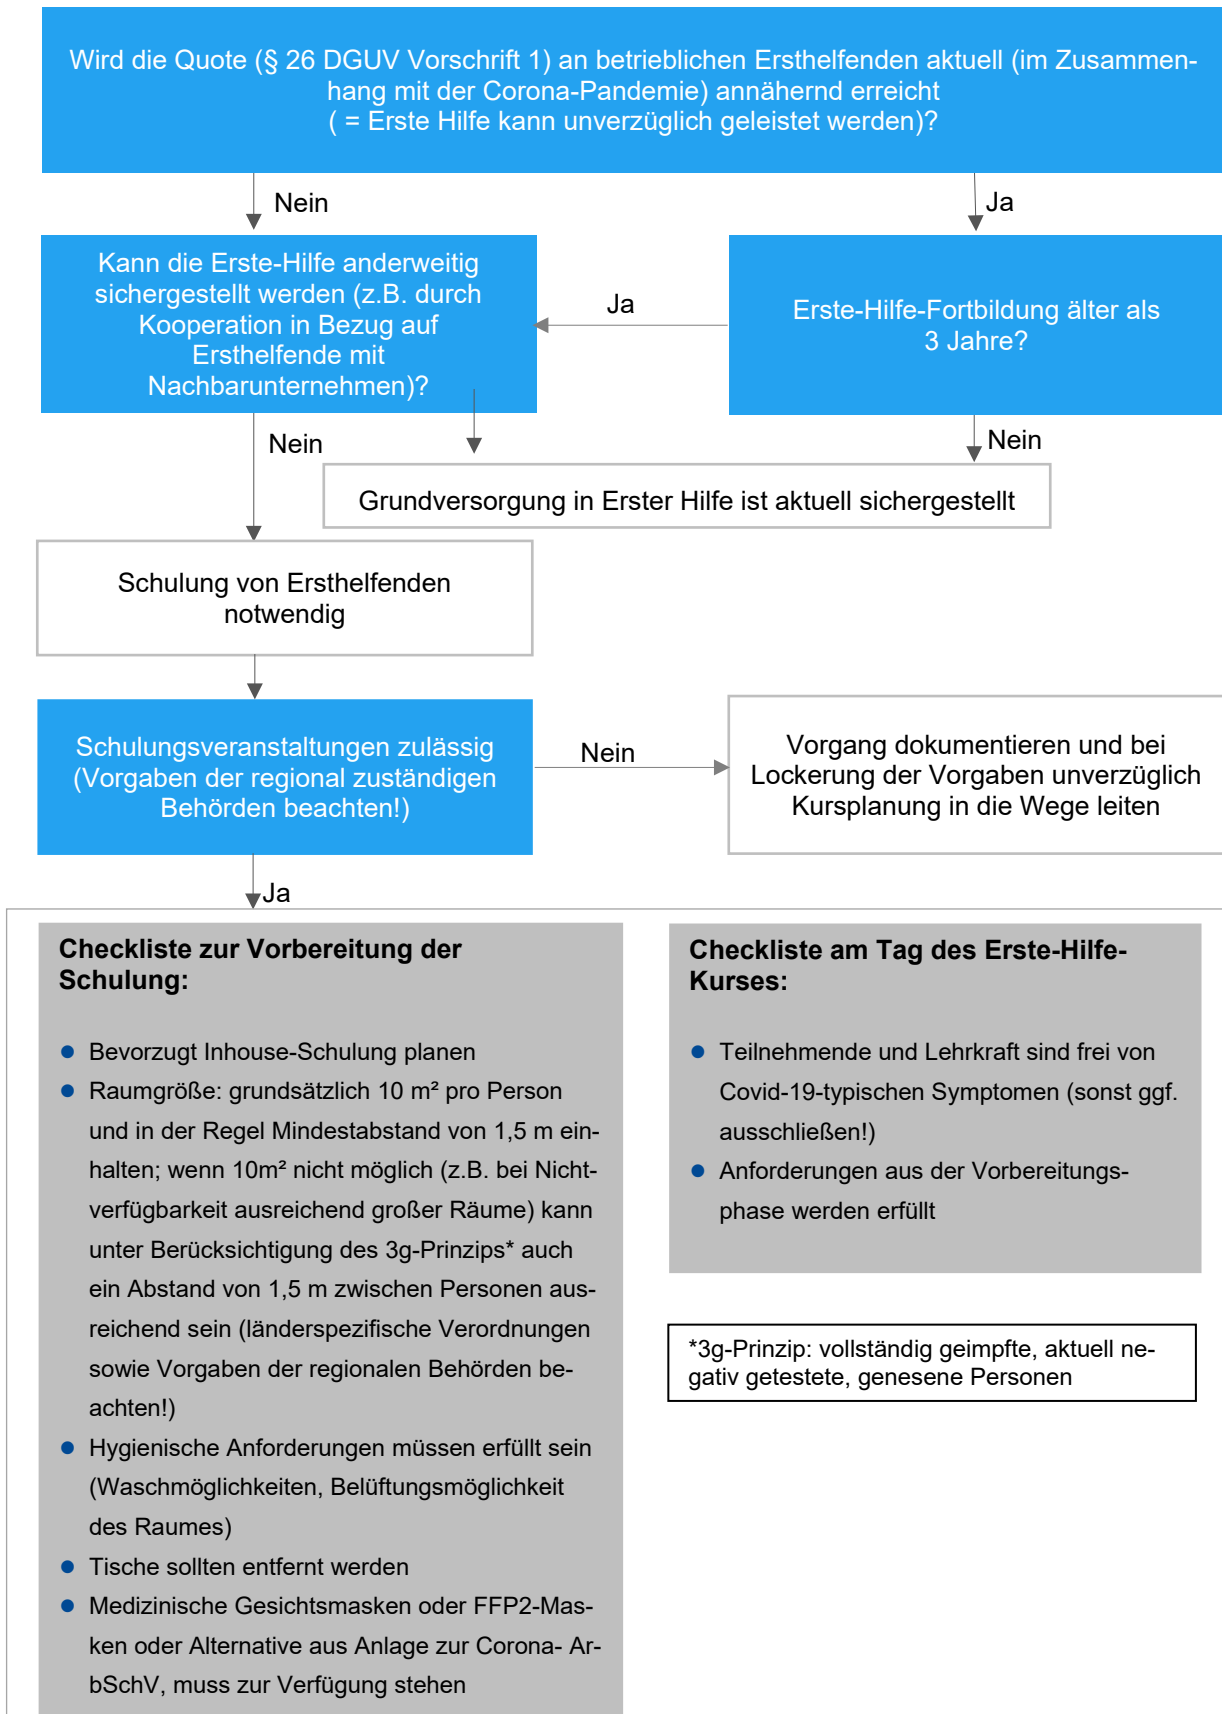 Wird die Quote (§ 26 DGUV Vorschrift 1) an betrieblichen Ersthelfenden aktuell (im Zusammen-
hang mit der Corona-Pandemie) annähernd erreicht
( = Erste Hilfe kann unverzüglich geleistet werden)?
Nein
Ja
Kann die Erste-Hilfe anderweitig
sichergestellt werden (z.B. durch
Kooperation in Bezug auf
Ersthelfende mit
Nachbarunternehmen)?
Ja
Erste-Hilfe-Fortbildung älter als
3 Jahre?
Nein
Nein
Grundversorgung in Erster Hilfe ist aktuell sichergestellt
Schulung von Ersthelfenden
notwendig
Schulungsveranstaltungen zulässig
(Vorgaben der regional zuständigen
Behörden beachten!)
Nein
Vorgang dokumentieren und bei
Lockerung der Vorgaben unverzüglich
Kursplanung in die Wege leiten
Ja
Checkliste zur Vorbereitung der
Schulung:
● Bevorzugt Inhouse-Schulung planen
● Raumgröße: grundsätzlich 10 m² pro Person
und in der Regel Mindestabstand von 1,5 m ein-
halten; wenn 10m² nicht möglich (z.B. bei Nicht-
verfügbarkeit ausreichend großer Räume) kann
unter Berücksichtigung des 3g-Prinzips* auch
ein Abstand von 1,5 m zwischen Personen aus-
reichend sein (länderspezifische Verordnungen
sowie Vorgaben der regionalen Behörden be-
achten!)
● Hygienische Anforderungen müssen erfüllt sein
(Waschmöglichkeiten, Belüftungsmöglichkeit
des Raumes)
● Tische sollten entfernt werden
● Medizinische Gesichtsmasken oder FFP2-Mas-
ken oder Alternative aus Anlage zur Corona- Ar-
bSchV, muss zur Verfügung stehen
Checkliste am Tag des Erste-Hilfe-
Kurses:
● Teilnehmende und Lehrkraft sind frei von
Covid-19-typischen Symptomen (sonst ggf.
ausschließen!)
● Anforderungen aus der Vorbereitungs-
phase werden erfüllt
*3g-Prinzip: vollständig geimpfte, aktuell ne-
gativ getestete, genesene Personen